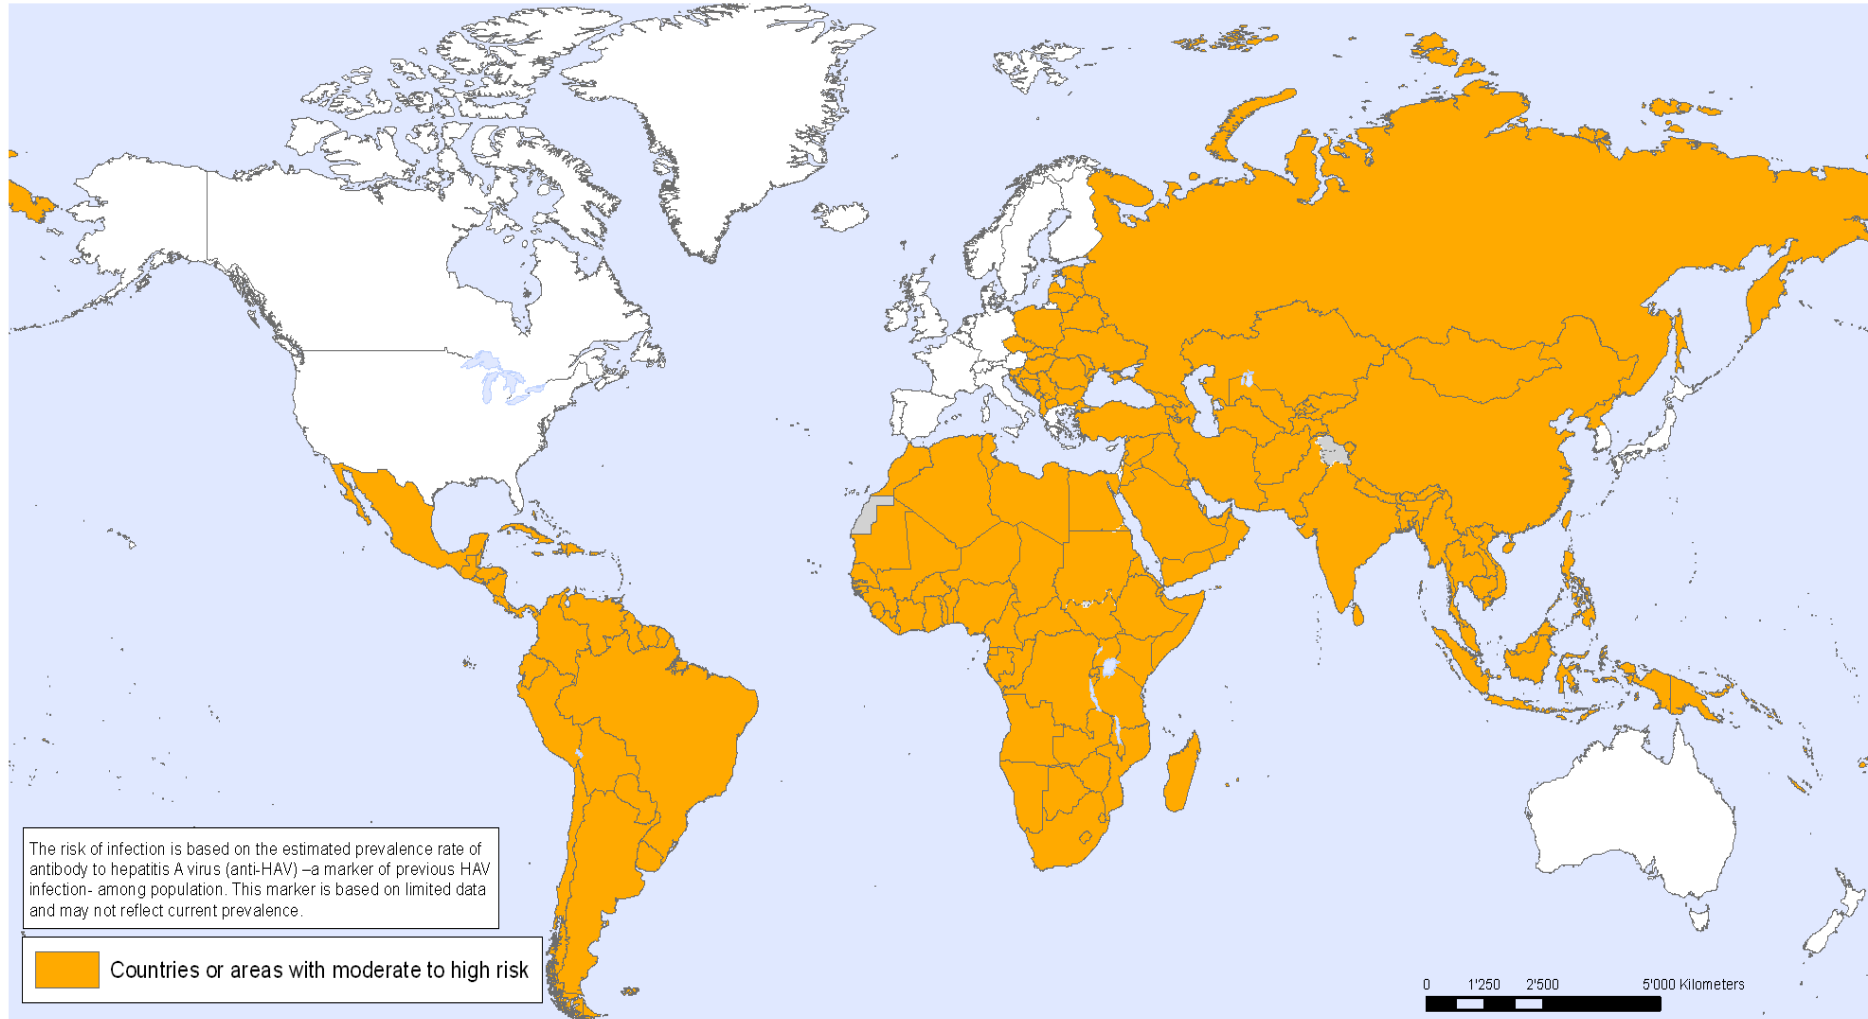 The risk of infection is based on the estimated prevalence rate of
antibody to hepatitis A virus (anti-HAV) –a marker of previous HAV
infection- among population. This marker is based on limited data
and may not reflect current prevalence.
Countries or areas with moderate to high risk
0 1'250 2'500 5'000 Kilometers